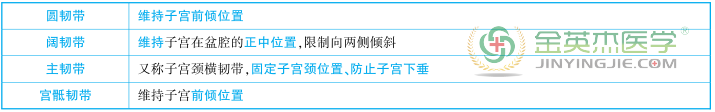 圆韧带 维持子宫前倾位置
阔韧带 维持子宫在盆腔的正中位置,限制向两侧倾斜
主韧带 又称子宫颈横韧带,固定子宫颈位置、防止子宫下垂
宫骶韧带 维持子宫前倾位置
金英杰医学®
JINYINGJIE.COM